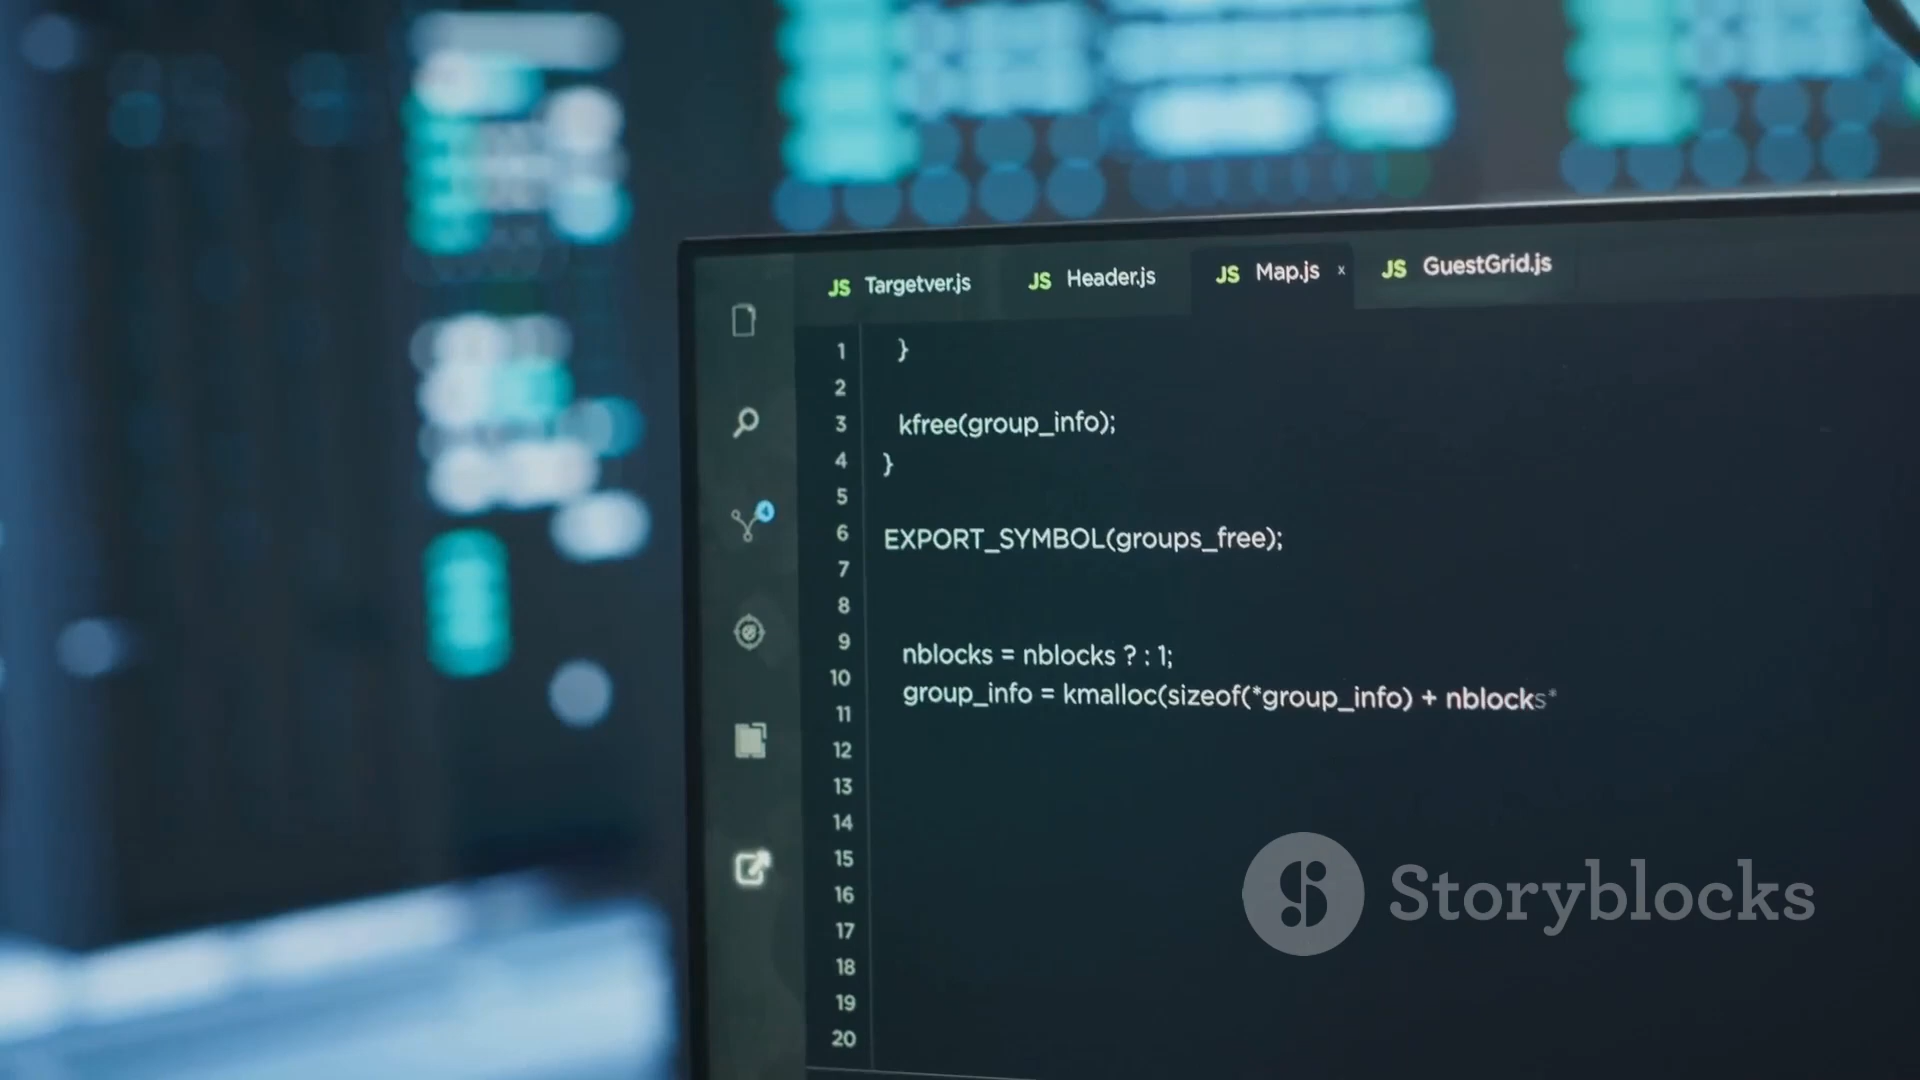 JS Targetver.js JS Header.js JS Map.js x JS GuestGrid.js
1 }
2
3 kfree(group_info);
4 }
5
6 EXPORT_SYMBOL(groups_free);
7
8
9 nblocks = nblocks ? : 1;
10 group_info = kmalloc(sizeof(*group_info) + nblocks*
11
12
13
14
15
16
17
18
19
20
4
Storyblocks